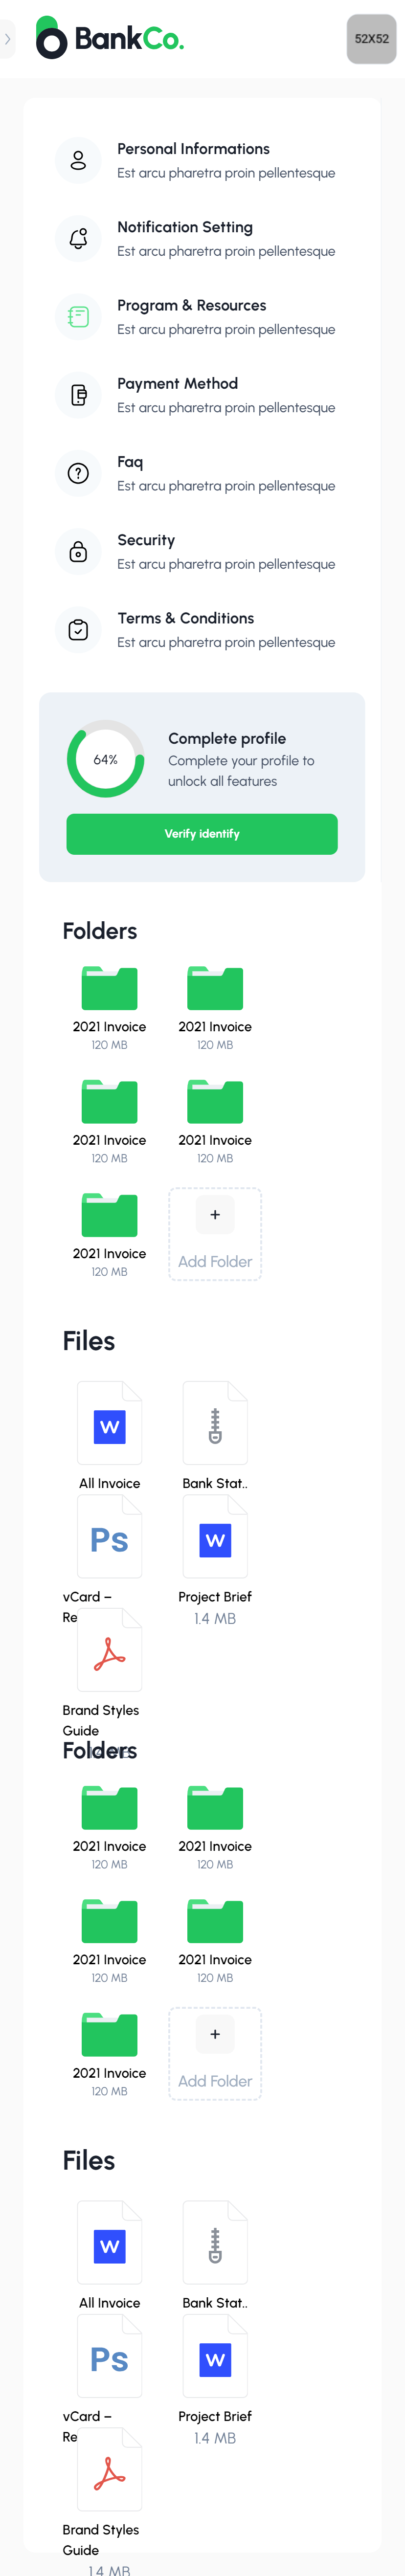 BankCo.
52X52
Personal Informations
Est arcu pharetra proin pellentesque
Notification Setting
Est arcu pharetra proin pellentesque
Program & Resources
Est arcu pharetra proin pellentesque
Payment Method
Est arcu pharetra proin pellentesque
Faq
Est arcu pharetra proin pellentesque
Security
Est arcu pharetra proin pellentesque
Terms & Conditions
Est arcu pharetra proin pellentesque
64%
Complete profile
Complete your profile to
unlock all features
Verify identify
Folders
2021 Invoice 2021 Invoice
120 MB 120 MB
2021 Invoice 2021 Invoice
120 MB 120 MB
+
2021 Invoice Add Folder
120 MB
Files
W
All Invoice Bank Stat..
Ps W
vCard – Project Brief
Re 1.4 MB
Brand Styles
Guide
Folders
2021 Invoice 2021 Invoice
120 MB 120 MB
2021 Invoice 2021 Invoice
120 MB 120 MB
+
2021 Invoice Add Folder
120 MB
Files
W
All Invoice Bank Stat..
Ps W
vCard – Project Brief
Re 1.4 MB
Brand Styles
Guide
1.4 MB